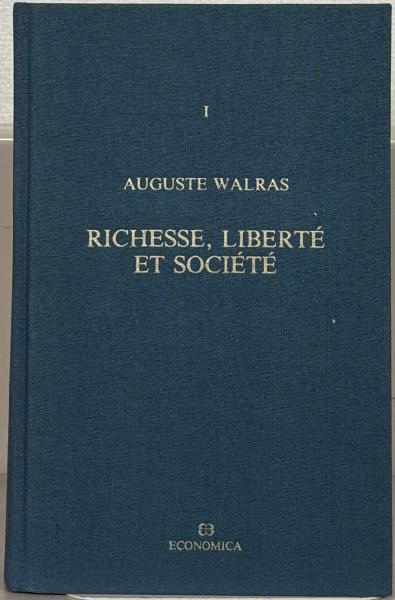 I
AUGUSTE WALRAS
RICHESSE, LIBERTÉ
ET SOCIÉTÉ
ECONOMICA